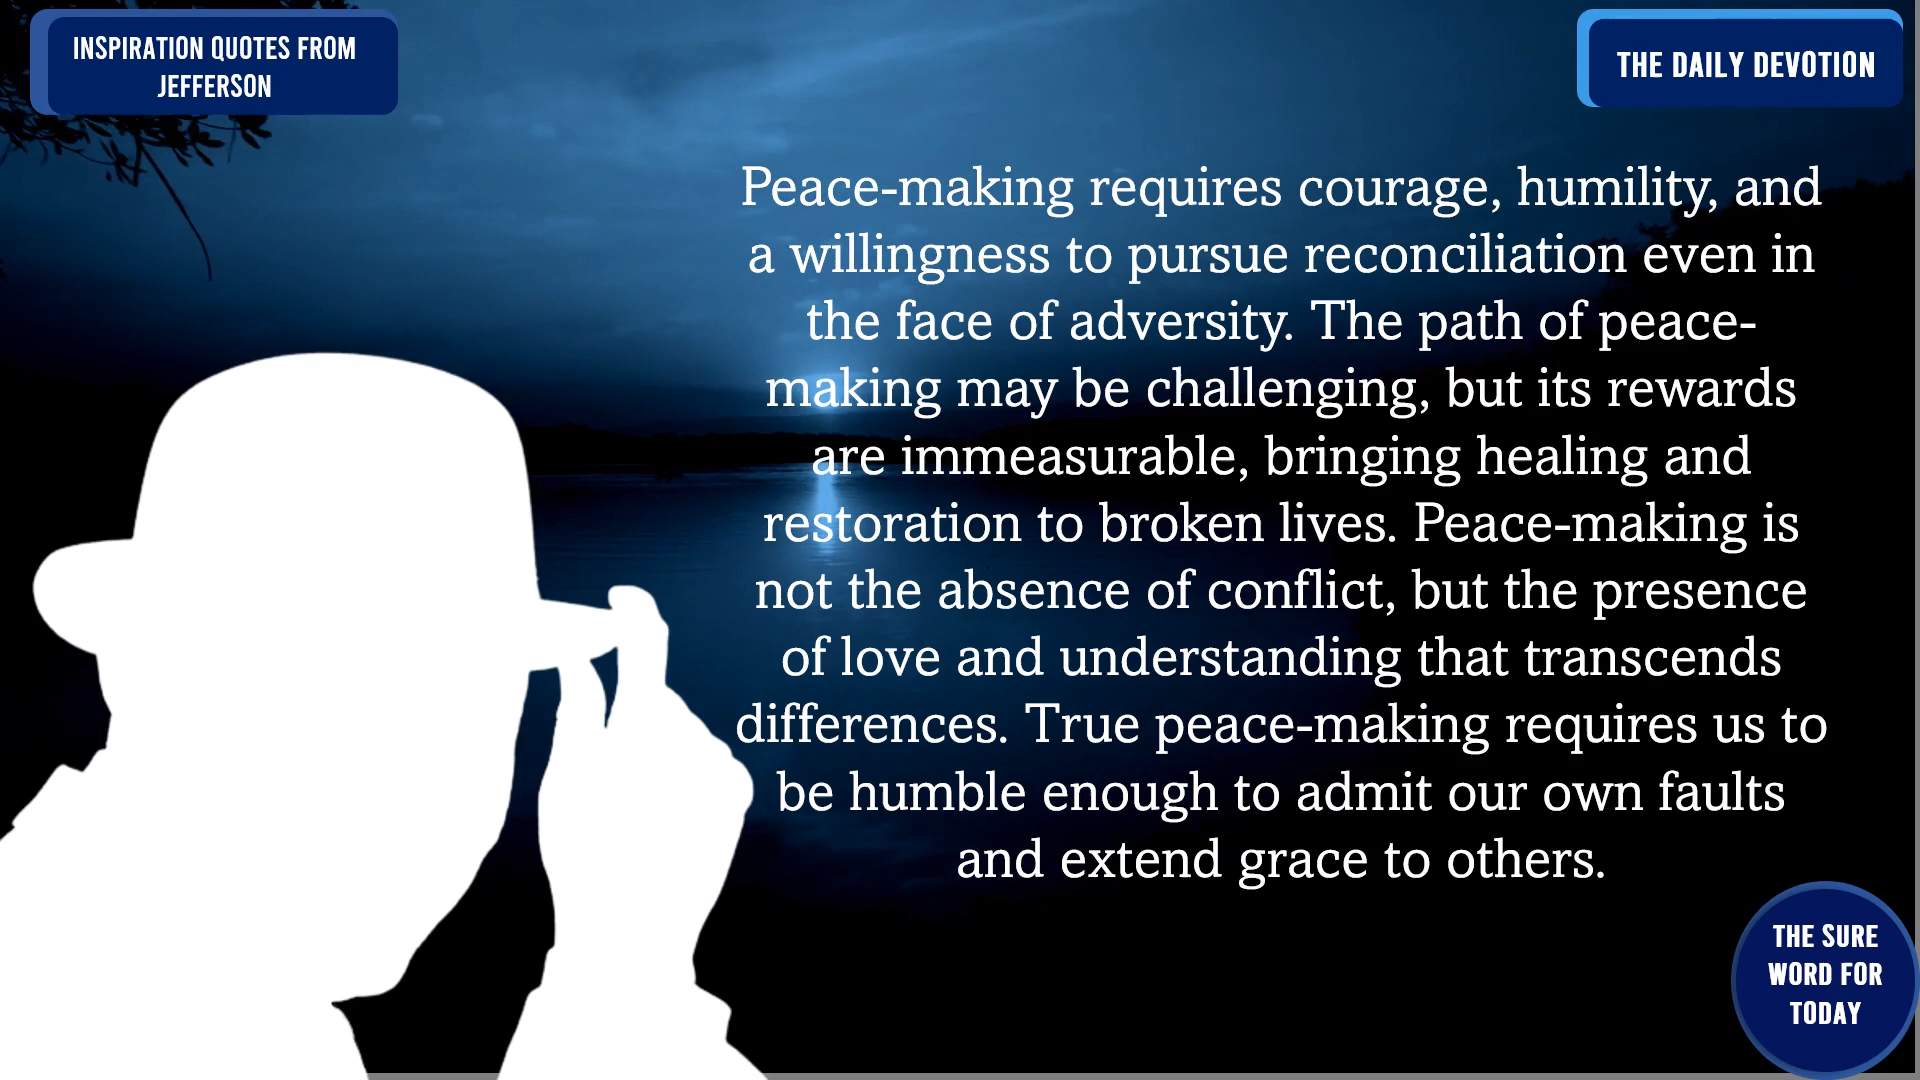 INSPIRATION QUOTES FROM
JEFFERSON
THE DAILY DEVOTION
Peace-making requires courage, humility, and
a willingness to pursue reconciliation even in
the face of adversity. The path of peace-
making may be challenging, but its rewards
are immeasurable, bringing healing and
restoration to broken lives. Peace-making is
not the absence of conflict, but the presence
of love and understanding that transcends
differences. True peace-making requires us to
be humble enough to admit our own faults
and extend grace to others.
THE SURE
WORD FOR
TODAY